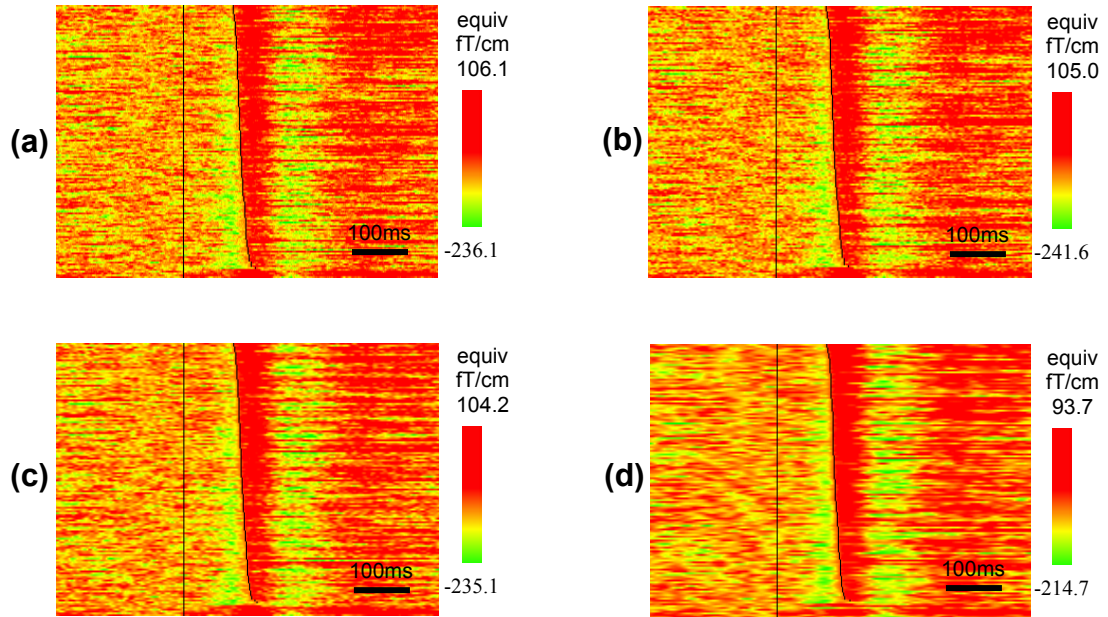 equiv
fT/cm
106.1
(a)
100ms
-236.1
equiv
fT/cm
105.0
(b)
100ms
-241.6
equiv
fT/cm
104.2
(c)
100ms
-235.1
equiv
fT/cm
93.7
(d)
100ms
-214.7